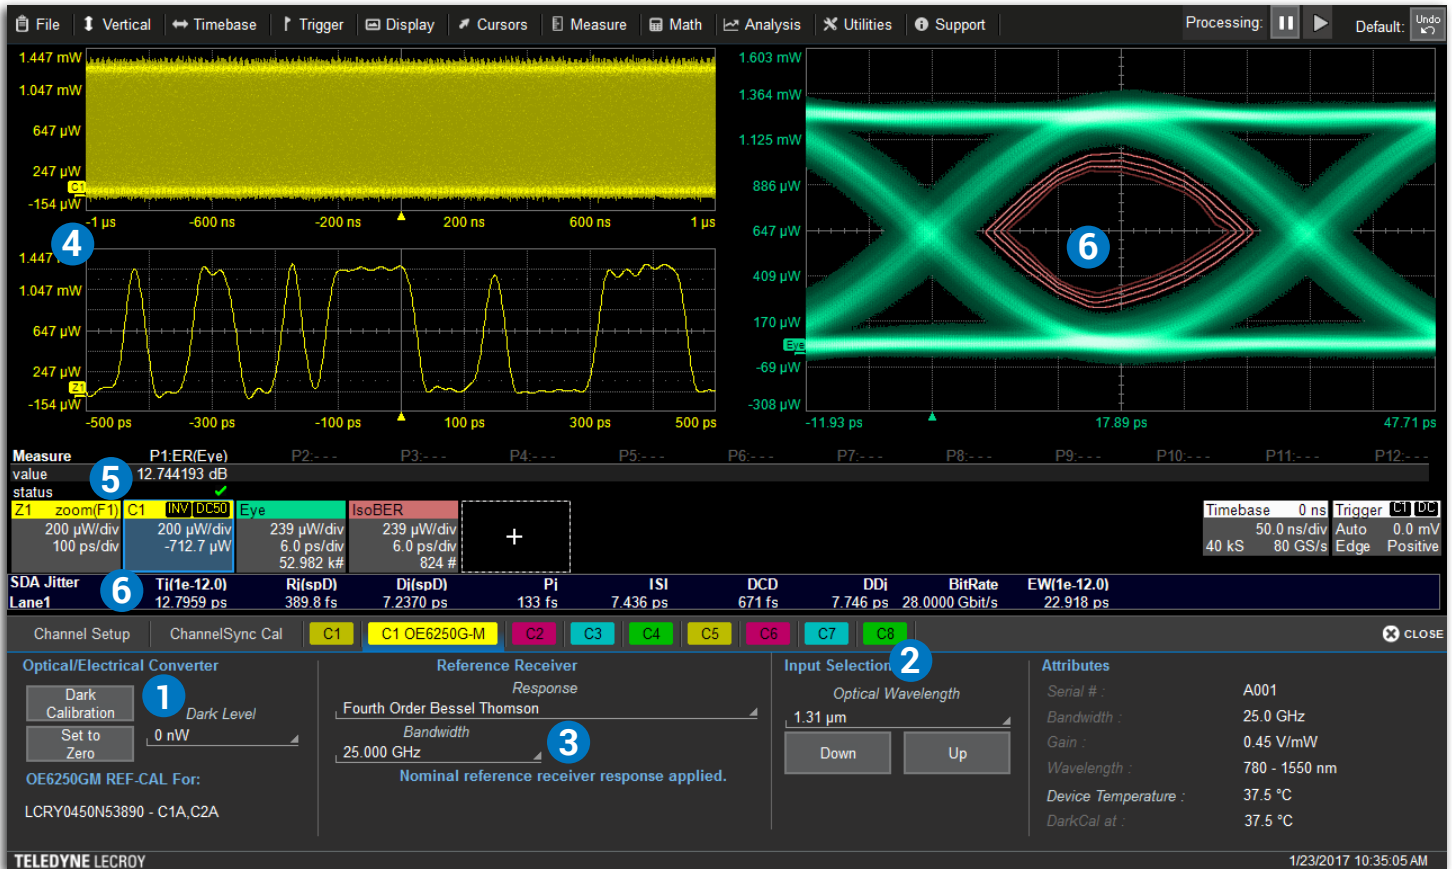 File Vertical Timebase Trigger Display Cursors Measure Math Analysis Utilities Support Processing: Default: Undo
1.447 mW
1.047 mW
647 µW
247 µW
C1
-154 µW
-1 µs -600 ns -200 ns 200 ns 600 ns 1 µs
4
1.447
1.047 mW
647 µW
247 µW
Z1
-154 µW
-500 ps -300 ps -100 ps 100 ps 300 ps 500 ps
1.603 mW
1.364 mW
1.125 mW
886 µW
647 µW
6
409 µW
170 µW
Eye
-69 µW
-308 µW
-11.93 ps 17.89 ps 47.71 ps
Measure P1:ER(Eye) P2:- - - P3:- - - P4:- - - P5:- - - P6:- - - P7:- - - P8:- - - P9:- - - P10:- - - P11:- - - P12:- - -
value 5 12.744193 dB
status
Z1 zoom(F1) C1 INV DC50 Eye IsoBER Timebase 0 ns Trigger C1 DC
200 µW/div 200 µW/div 239 µW/div 239 µW/div + 50.0 ns/div Auto 0.0 mV
100 ps/div -712.7 µW 6.0 ps/div 6.0 ps/div 40 kS 80 GS/s Edge Positive
52.982 k# 824 #
SDA Jitter 6 Tj(1e-12.0) Rj(spD) Dj(spD) Pj ISI DCD DDj BitRate EW(1e-12.0)
Lane1 12.7959 ps 389.8 fs 7.2370 ps 133 fs 7.436 ps 671 fs 7.746 ps 28.0000 Gbit/s 22.918 ps
Channel Setup ChannelSync Cal C1 C1 OE6250G-M C2 C3 C4 C5 C6 C7 C8 CLOSE
Optical/Electrical Converter
Dark Calibration
1
Dark Level
Set to Zero
0 nW
OE6250GM REF-CAL For:
LCRY0450N53890 - C1A,C2A
Reference Receiver
Response
Fourth Order Bessel Thomson
Bandwidth
25.000 GHz
3
Nominal reference receiver response applied.
Input Selection
2
Optical Wavelength
1.31 µm
Down Up
Attributes
Serial # : A001
Bandwidth : 25.0 GHz
Gain : 0.45 V/mW
Wavelength : 780 - 1550 nm
Device Temperature : 37.5 °C
DarkCal at : 37.5 °C
TELEDYNE LECROY 1/23/2017 10:35:05 AM